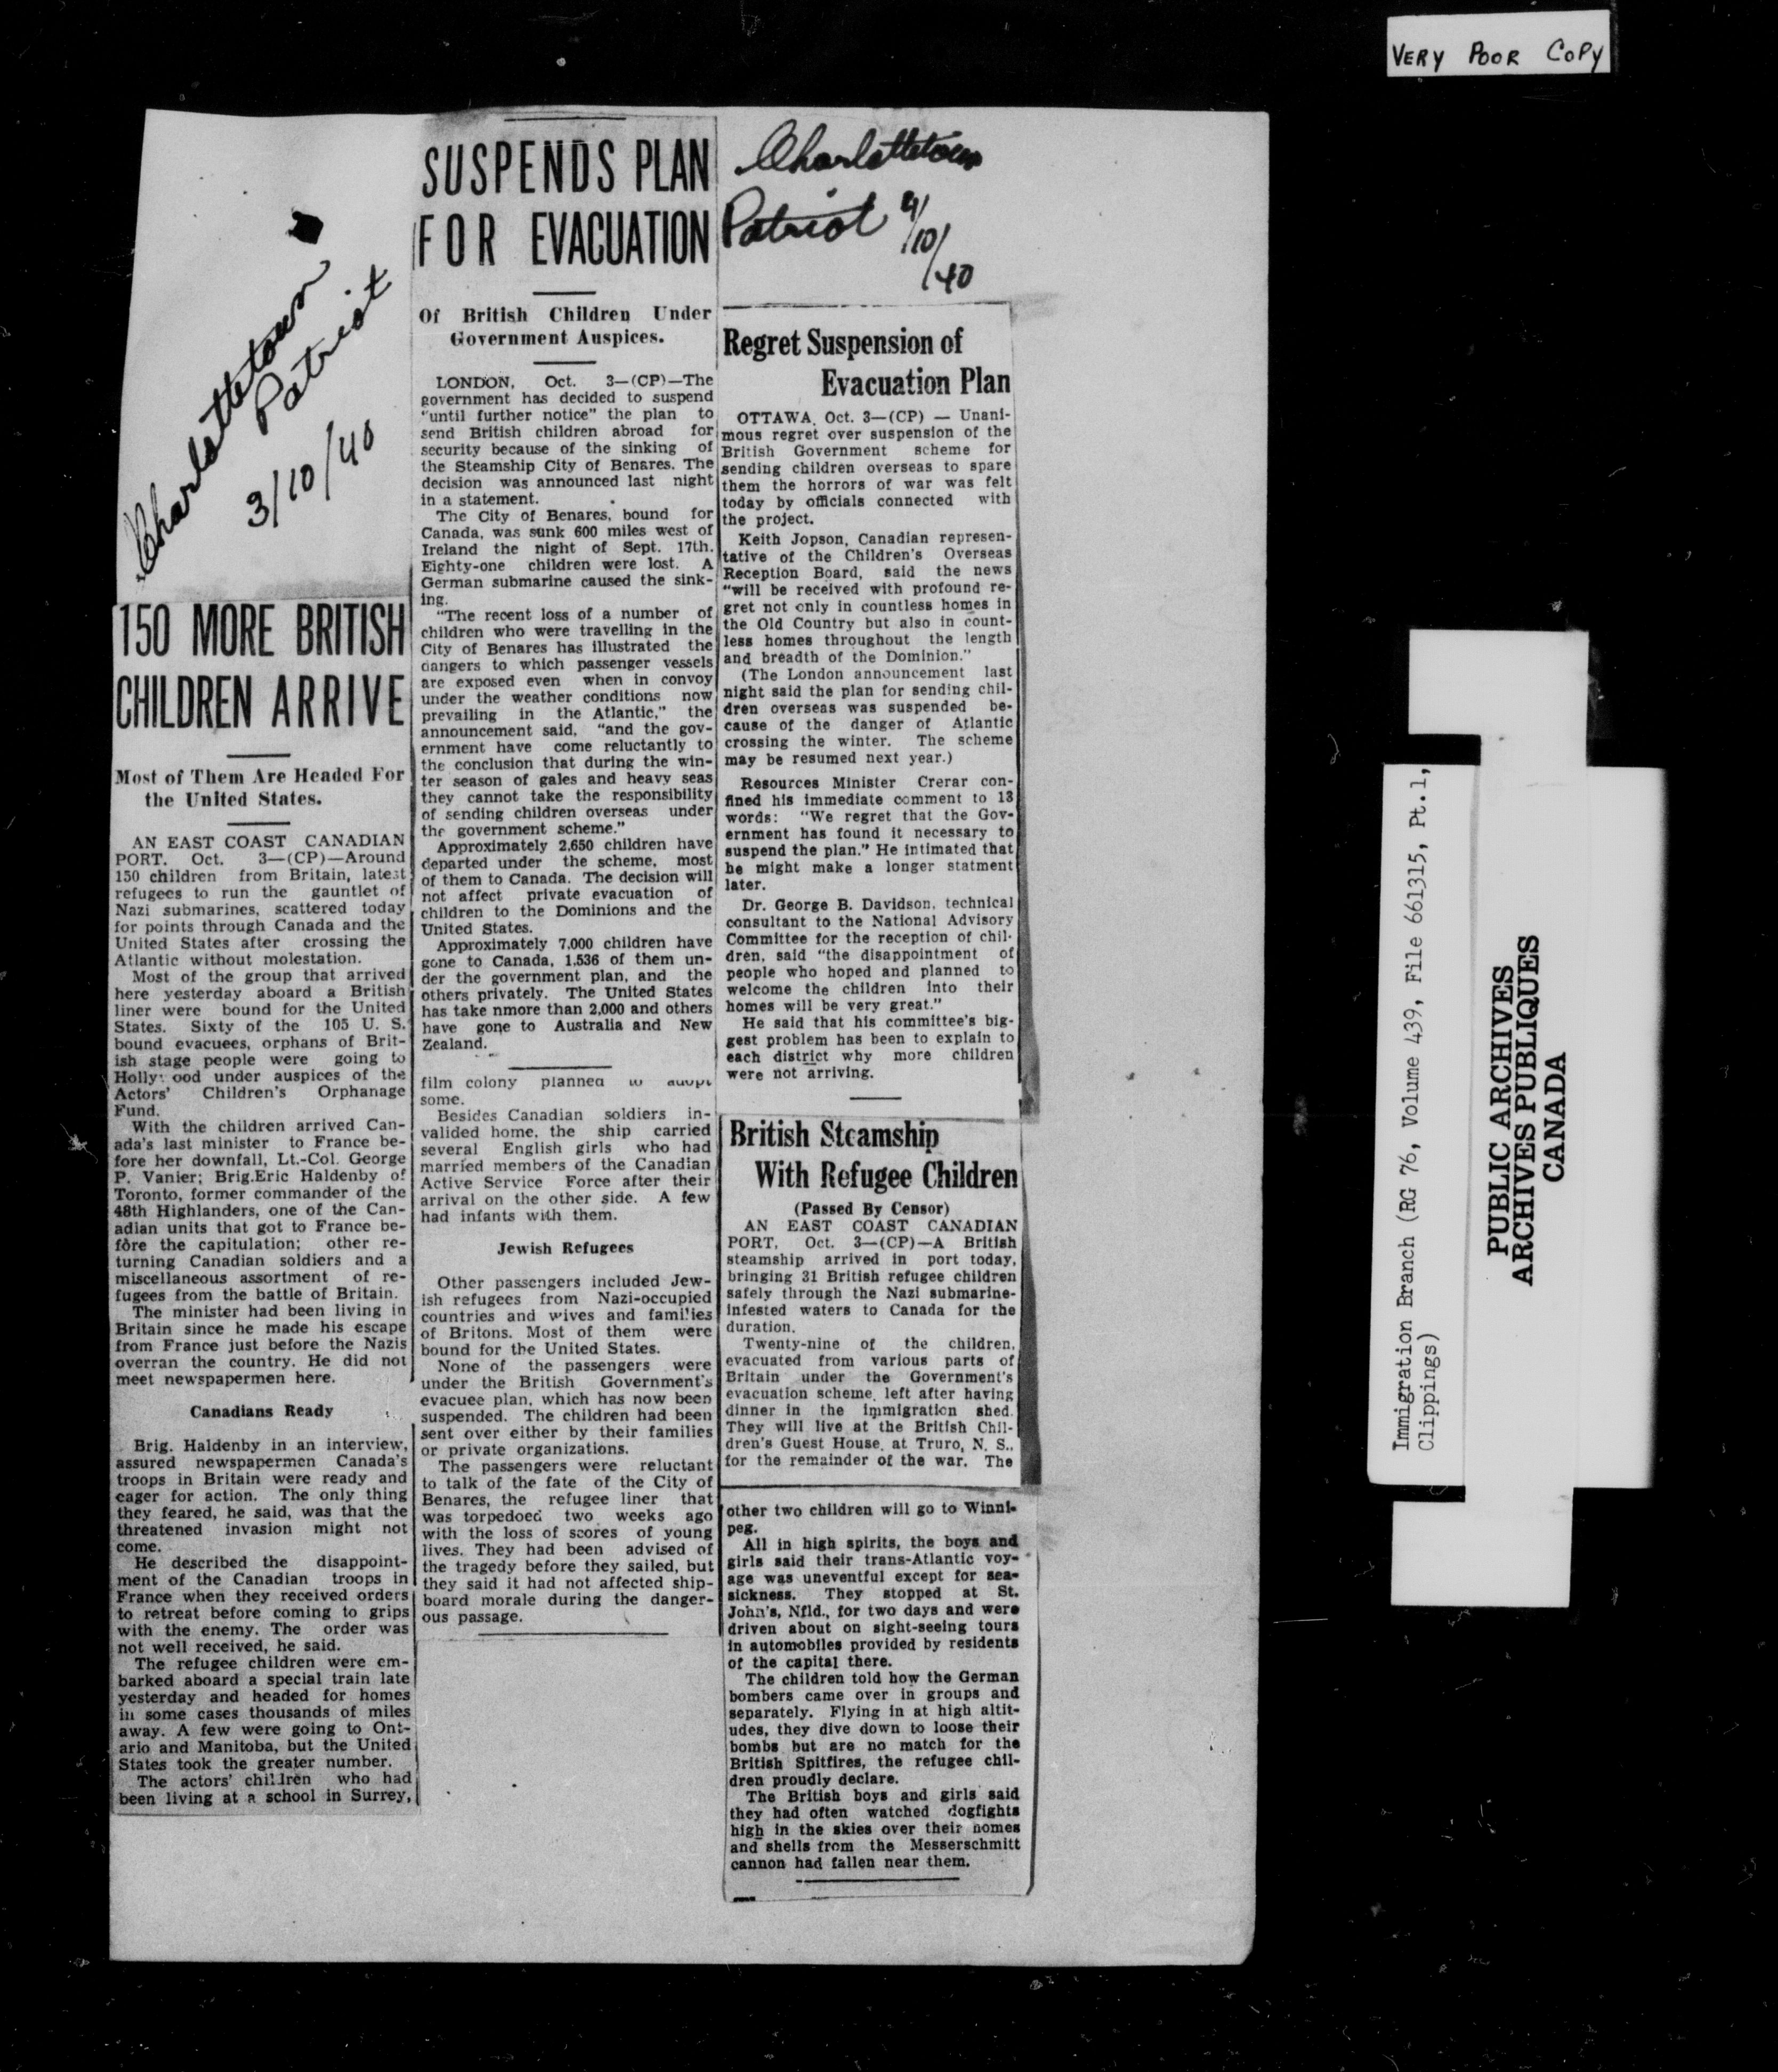 VERY POOR COPY
Charlottetown
Patriot
3/10/40
150 MORE BRITISH
CHILDREN ARRIVE
Most of Them Are Headed For
the United States.
AN EAST COAST CANADIAN
PORT, Oct. 3—(CP)—Around
150 children from Britain, latest
refugees to run the gauntlet of
Nazi submarines, scattered today
for points through Canada and the
United States after crossing the
Atlantic without molestation.
Most of the group that arrived
here yesterday aboard a British
liner were bound for the United
States. Sixty of the 105 U. S.
bound evacuees, orphans of Brit-
ish stage people were going to
Holly ood under auspices of the
Actors' Children's Orphanage
Fund.
With the children arrived Can-
ada's last minister to France be-
fore her downfall, Lt.-Col. George
P. Vanier; Brig.Eric Haldenby of
Toronto, former commander of the
48th Highlanders, one of the Can-
adian units that got to France be-
fore the capitulation; other re-
turning Canadian soldiers and a
miscellaneous assortment of re-
fugees from the battle of Britain.
The minister had been living in
Britain since he made his escape
from France just before the Nazis
overran the country. He did not
meet newspapermen here.
Canadians Ready
Brig. Haldenby in an interview,
assured newspapermen Canada's
troops in Britain were ready and
eager for action. The only thing
they feared, he said, was that the
threatened invasion might not
come.
He described the disappoint-
ment of the Canadian troops in
France when they received orders
to retreat before coming to grips
with the enemy. The order was
not well received, he said.
The refugee children were em-
barked aboard a special train late
yesterday and headed for homes
in some cases thousands of miles
away. A few were going to Ont-
ario and Manitoba, but the United
States took the greater number.
The actors' children who had
been living at a school in Surrey,
SUSPENDS PLAN
FOR EVACUATION
Of British Children Under
Government Auspices.
LONDON, Oct. 3—(CP)—The
government has decided to suspend
"until further notice" the plan to
send British children abroad for
security because of the sinking of
the Steamship City of Benares. The
decision was announced last night
in a statement.
The City of Benares, bound for
Canada, was sunk 600 miles west of
Ireland the night of Sept. 17th.
Eighty-one children were lost. A
German submarine caused the sink-
ing.
"The recent loss of a number of
children who were travelling in the
City of Benares has illustrated the
dangers to which passenger vessels
are exposed even when in convoy
under the weather conditions now
prevailing in the Atlantic," the
announcement said, "and the gov-
ernment have come reluctantly to
the conclusion that during the win-
ter season of gales and heavy seas
they cannot take the responsibility
of sending children overseas under
the government scheme."
Approximately 2,650 children have
departed under the scheme, most
of them to Canada. The decision will
not affect private evacuation of
children to the Dominions and the
United States.
Approximately 7,000 children have
gone to Canada, 1,536 of them un-
der the government plan, and the
others privately. The United States
has take nmore than 2,000 and others
have gone to Australia and New
Zealand.
film colony planned to adopt
some.
Besides Canadian soldiers in-
valided home, the ship carried
several English girls who had
married members of the Canadian
Active Service Force after their
arrival on the other side. A few
had infants with them.
Jewish Refugees
Other passengers included Jew-
ish refugees from Nazi-occupied
countries and wives and families
of Britons. Most of them were
bound for the United States.
None of the passengers were
under the British Government's
evacuee plan, which has now been
suspended. The children had been
sent over either by their families
or private organizations.
The passengers were reluctant
to talk of the fate of the City of
Benares, the refugee liner that
was torpedoed two weeks ago
with the loss of scores of young
lives. They had been advised of
the tragedy before they sailed, but
they said it had not affected ship-
board morale during the danger-
ous passage.
Charlottetown
Patriot 4/10/40
Regret Suspension of
Evacuation Plan
OTTAWA, Oct. 3—(CP) — Unani-
mous regret over suspension of the
British Government scheme for
sending children overseas to spare
them the horrors of war was felt
today by officials connected with
the project.
Keith Jopson, Canadian represen-
tative of the Children's Overseas
Reception Board, said the news
"will be received with profound re-
gret not only in countless homes in
the Old Country but also in count-
less homes throughout the length
and breadth of the Dominion."
(The London announcement last
night said the plan for sending chil-
dren overseas was suspended be-
cause of the danger of Atlantic
crossing the winter. The scheme
may be resumed next year.)
Resources Minister Crerar con-
fined his immediate comment to 13
words: "We regret that the Gov-
ernment has found it necessary to
suspend the plan." He intimated that
he might make a longer statment
later.
Dr. George B. Davidson, technical
consultant to the National Advisory
Committee for the reception of chil-
dren, said "the disappointment of
people who hoped and planned to
welcome the children into their
homes will be very great."
He said that his committee's big-
gest problem has been to explain to
each district why more children
were not arriving.
British Steamship
With Refugee Children
(Passed By Censor)
AN EAST COAST CANADIAN
PORT, Oct. 3—(CP)—A British
steamship arrived in port today,
bringing 31 British refugee children
safely through the Nazi submarine-
infested waters to Canada for the
duration.
Twenty-nine of the children,
evacuated from various parts of
Britain under the Government's
evacuation scheme, left after having
dinner in the immigration shed.
They will live at the British Chil-
dren's Guest House, at Truro, N. S.,
for the remainder of the war. The
other two children will go to Winni-
peg.
All in high spirits, the boys and
girls said their trans-Atlantic voy-
age was uneventful except for sea-
sickness. They stopped at St.
John's, Nfld., for two days and were
driven about on sight-seeing tours
in automobiles provided by residents
of the capital there.
The children told how the German
bombers came over in groups and
separately. Flying in at high altit-
udes, they dive down to loose their
bombs but are no match for the
British Spitfires, the refugee chil-
dren proudly declare.
The British boys and girls said
they had often watched dogfights
high in the skies over their homes
and shells from the Messerschmitt
cannon had fallen near them.
Immigration Branch (RG 76, Volume 439, File 661315, Pt.1,
Clippings)
PUBLIC ARCHIVES
ARCHIVES PUBLIQUES
CANADA